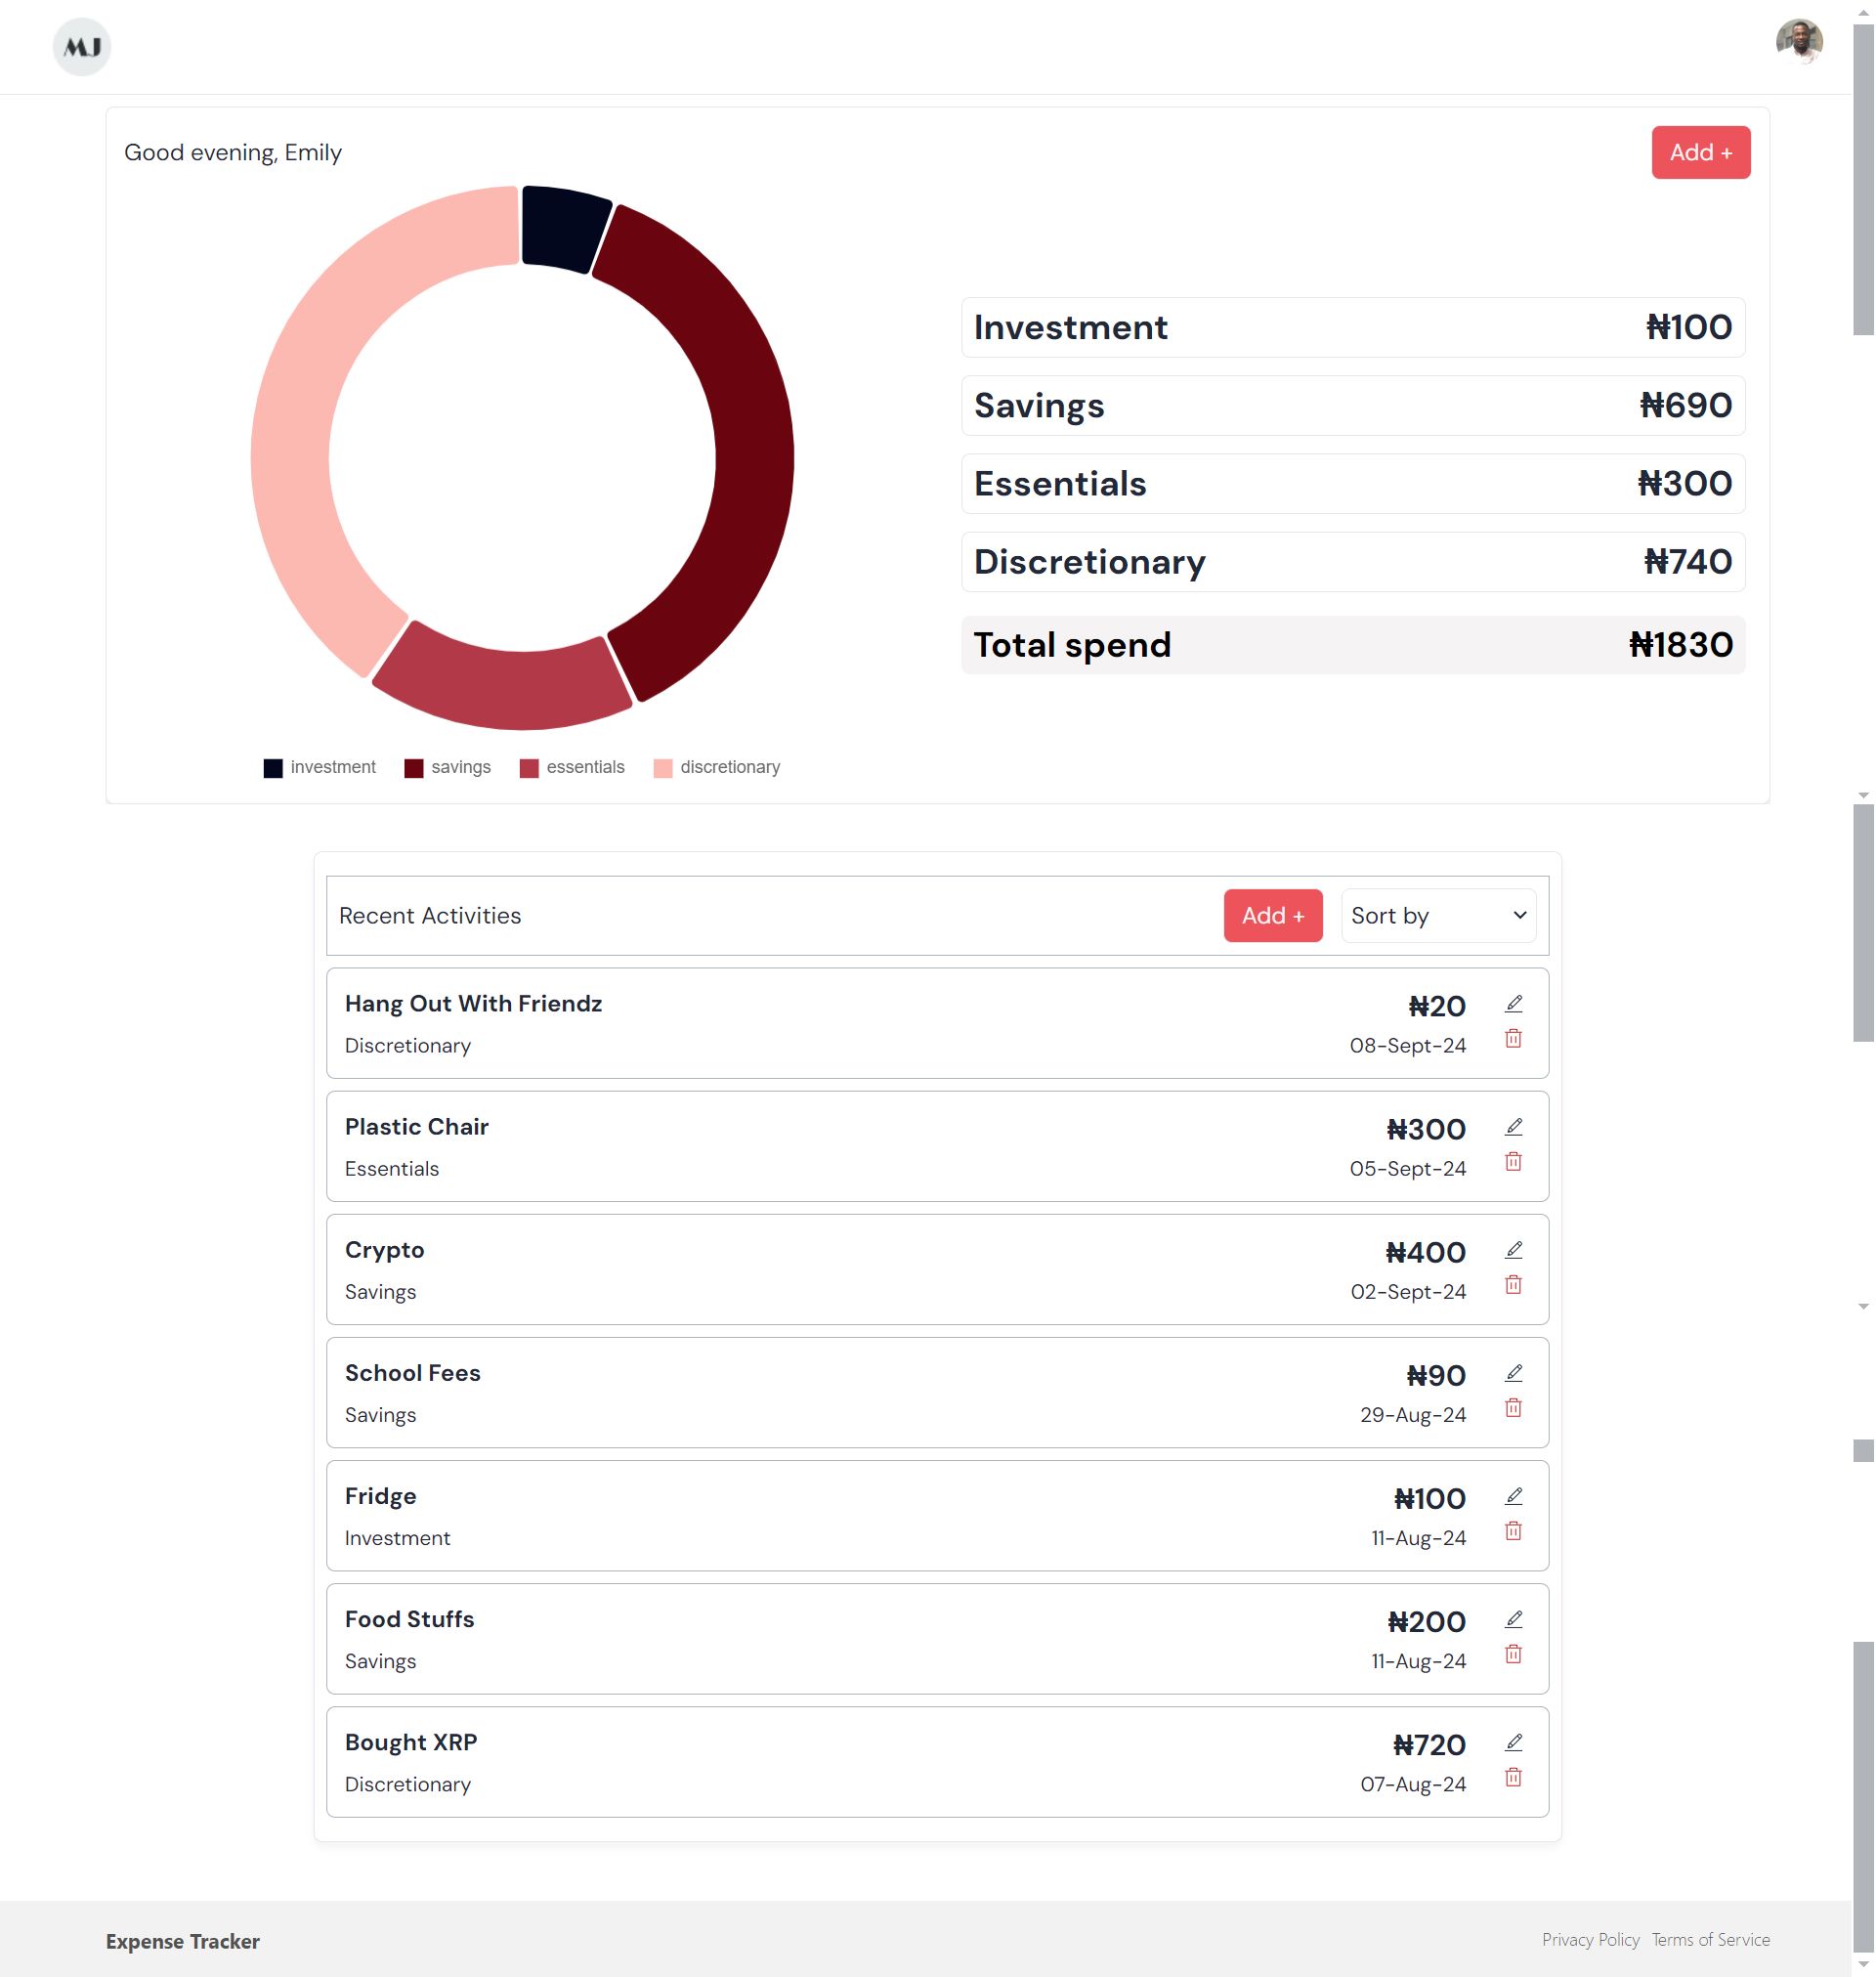 MJ
Good evening, Emily
Add +
Investment ₦100
Savings ₦690
Essentials ₦300
Discretionary ₦740
Total spend ₦1830
investment savings essentials discretionary
Recent Activities Add + Sort by
Hang Out With Friendz ₦20
Discretionary 08-Sept-24
Plastic Chair ₦300
Essentials 05-Sept-24
Crypto ₦400
Savings 02-Sept-24
School Fees ₦90
Savings 29-Aug-24
Fridge ₦100
Investment 11-Aug-24
Food Stuffs ₦200
Savings 11-Aug-24
Bought XRP ₦720
Discretionary 07-Aug-24
Expense Tracker Privacy Policy Terms of Service